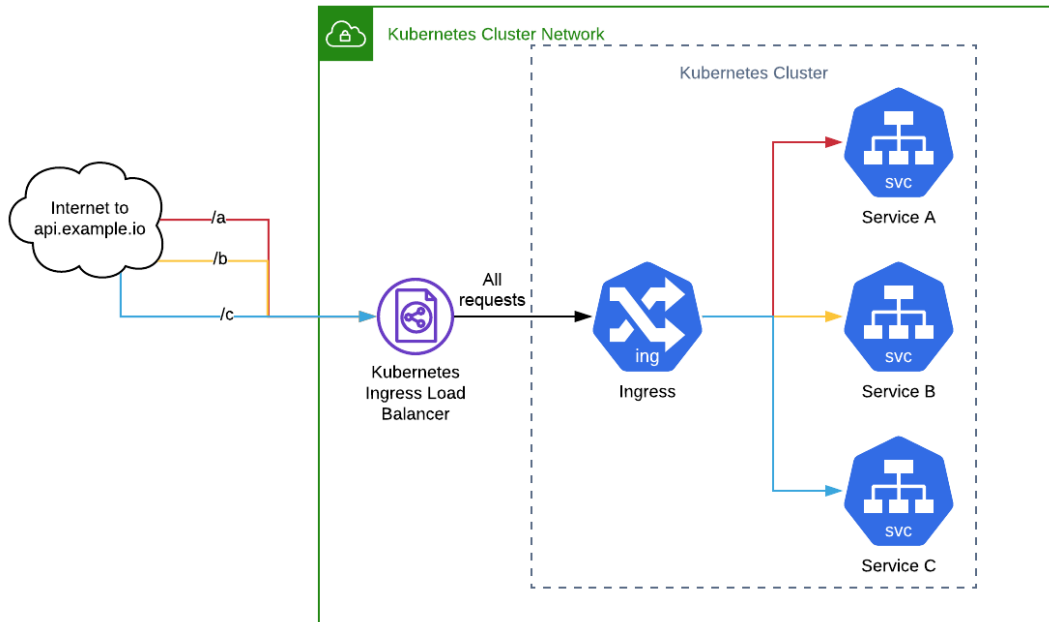 Kubernetes Cluster Network
Kubernetes Cluster
svc
Service A
Internet to
api.example.io
/a
/b
/c
All
requests
Kubernetes
Ingress Load
Balancer
ing
Ingress
svc
Service B
svc
Service C